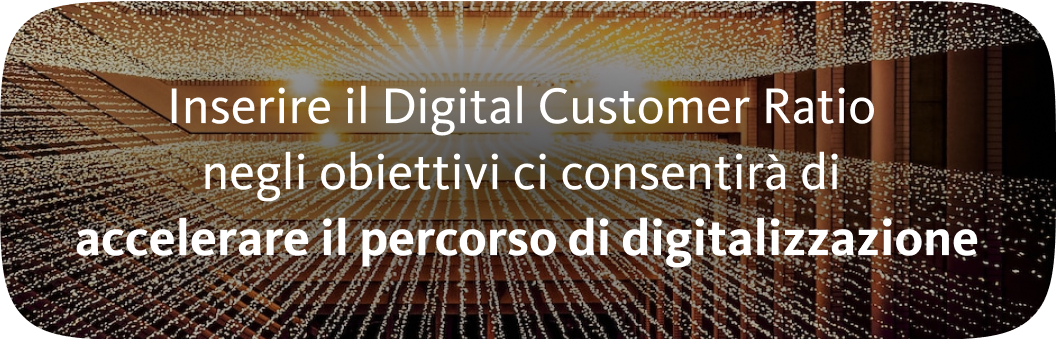 Inserire il Digital Customer Ratio
negli obiettivi ci consentirà di
accelerare il percorso di digitalizzazione